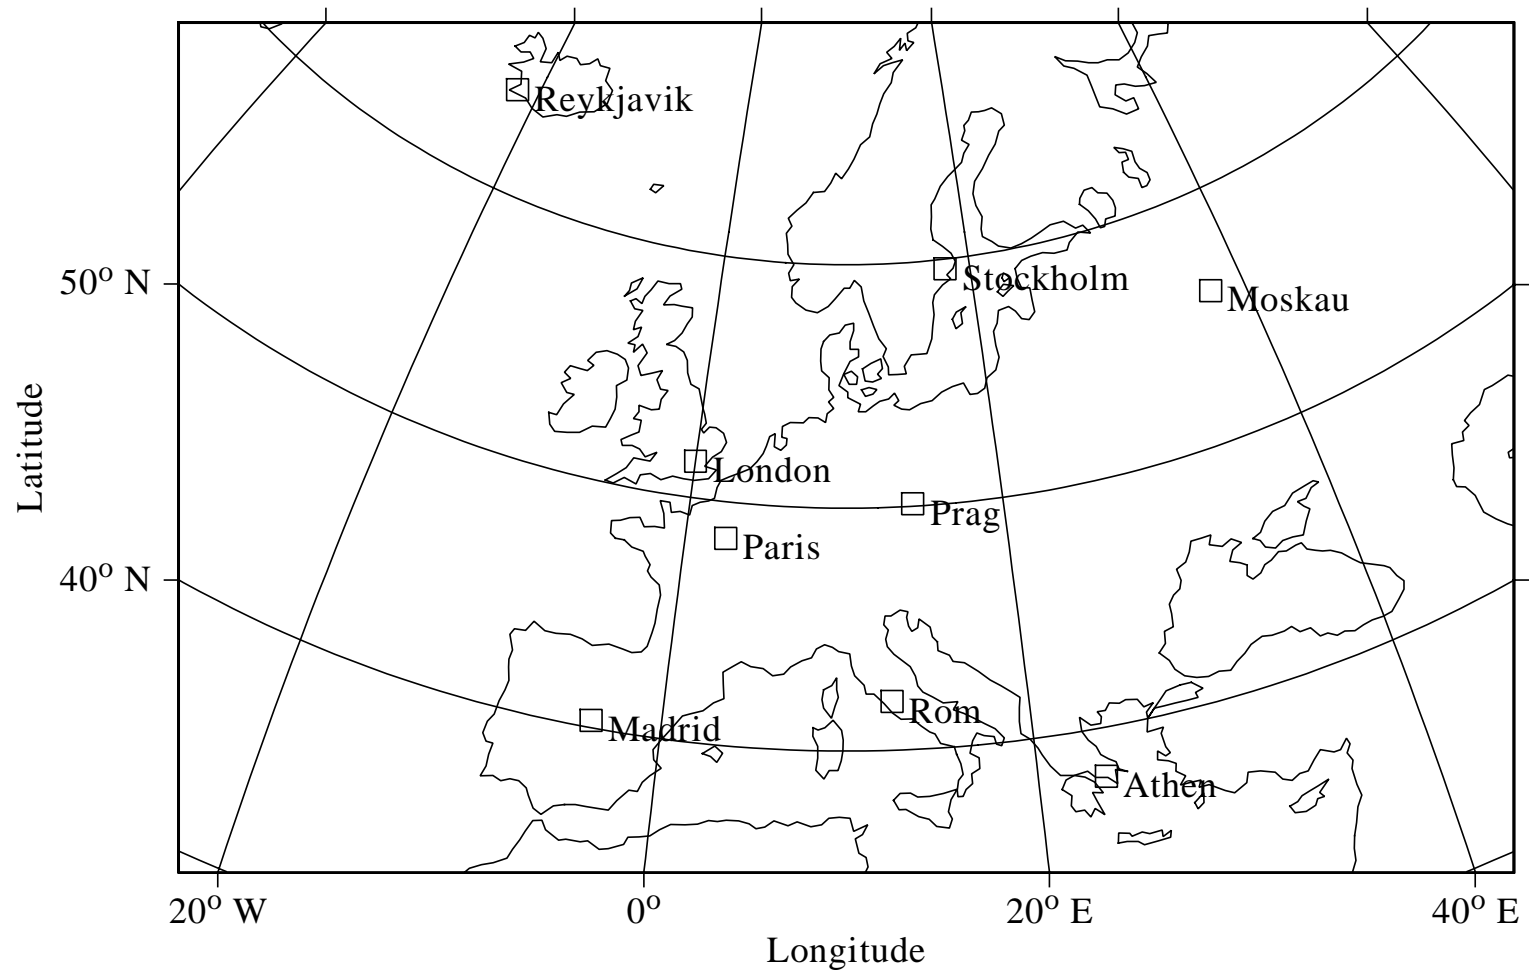 Reykjavik
Stockholm
50° N
Moskau
Latitude
London
Prag
Paris
40° N
Rom
Madrid
Athen
20° W
0°
20° E
40° E
Longitude